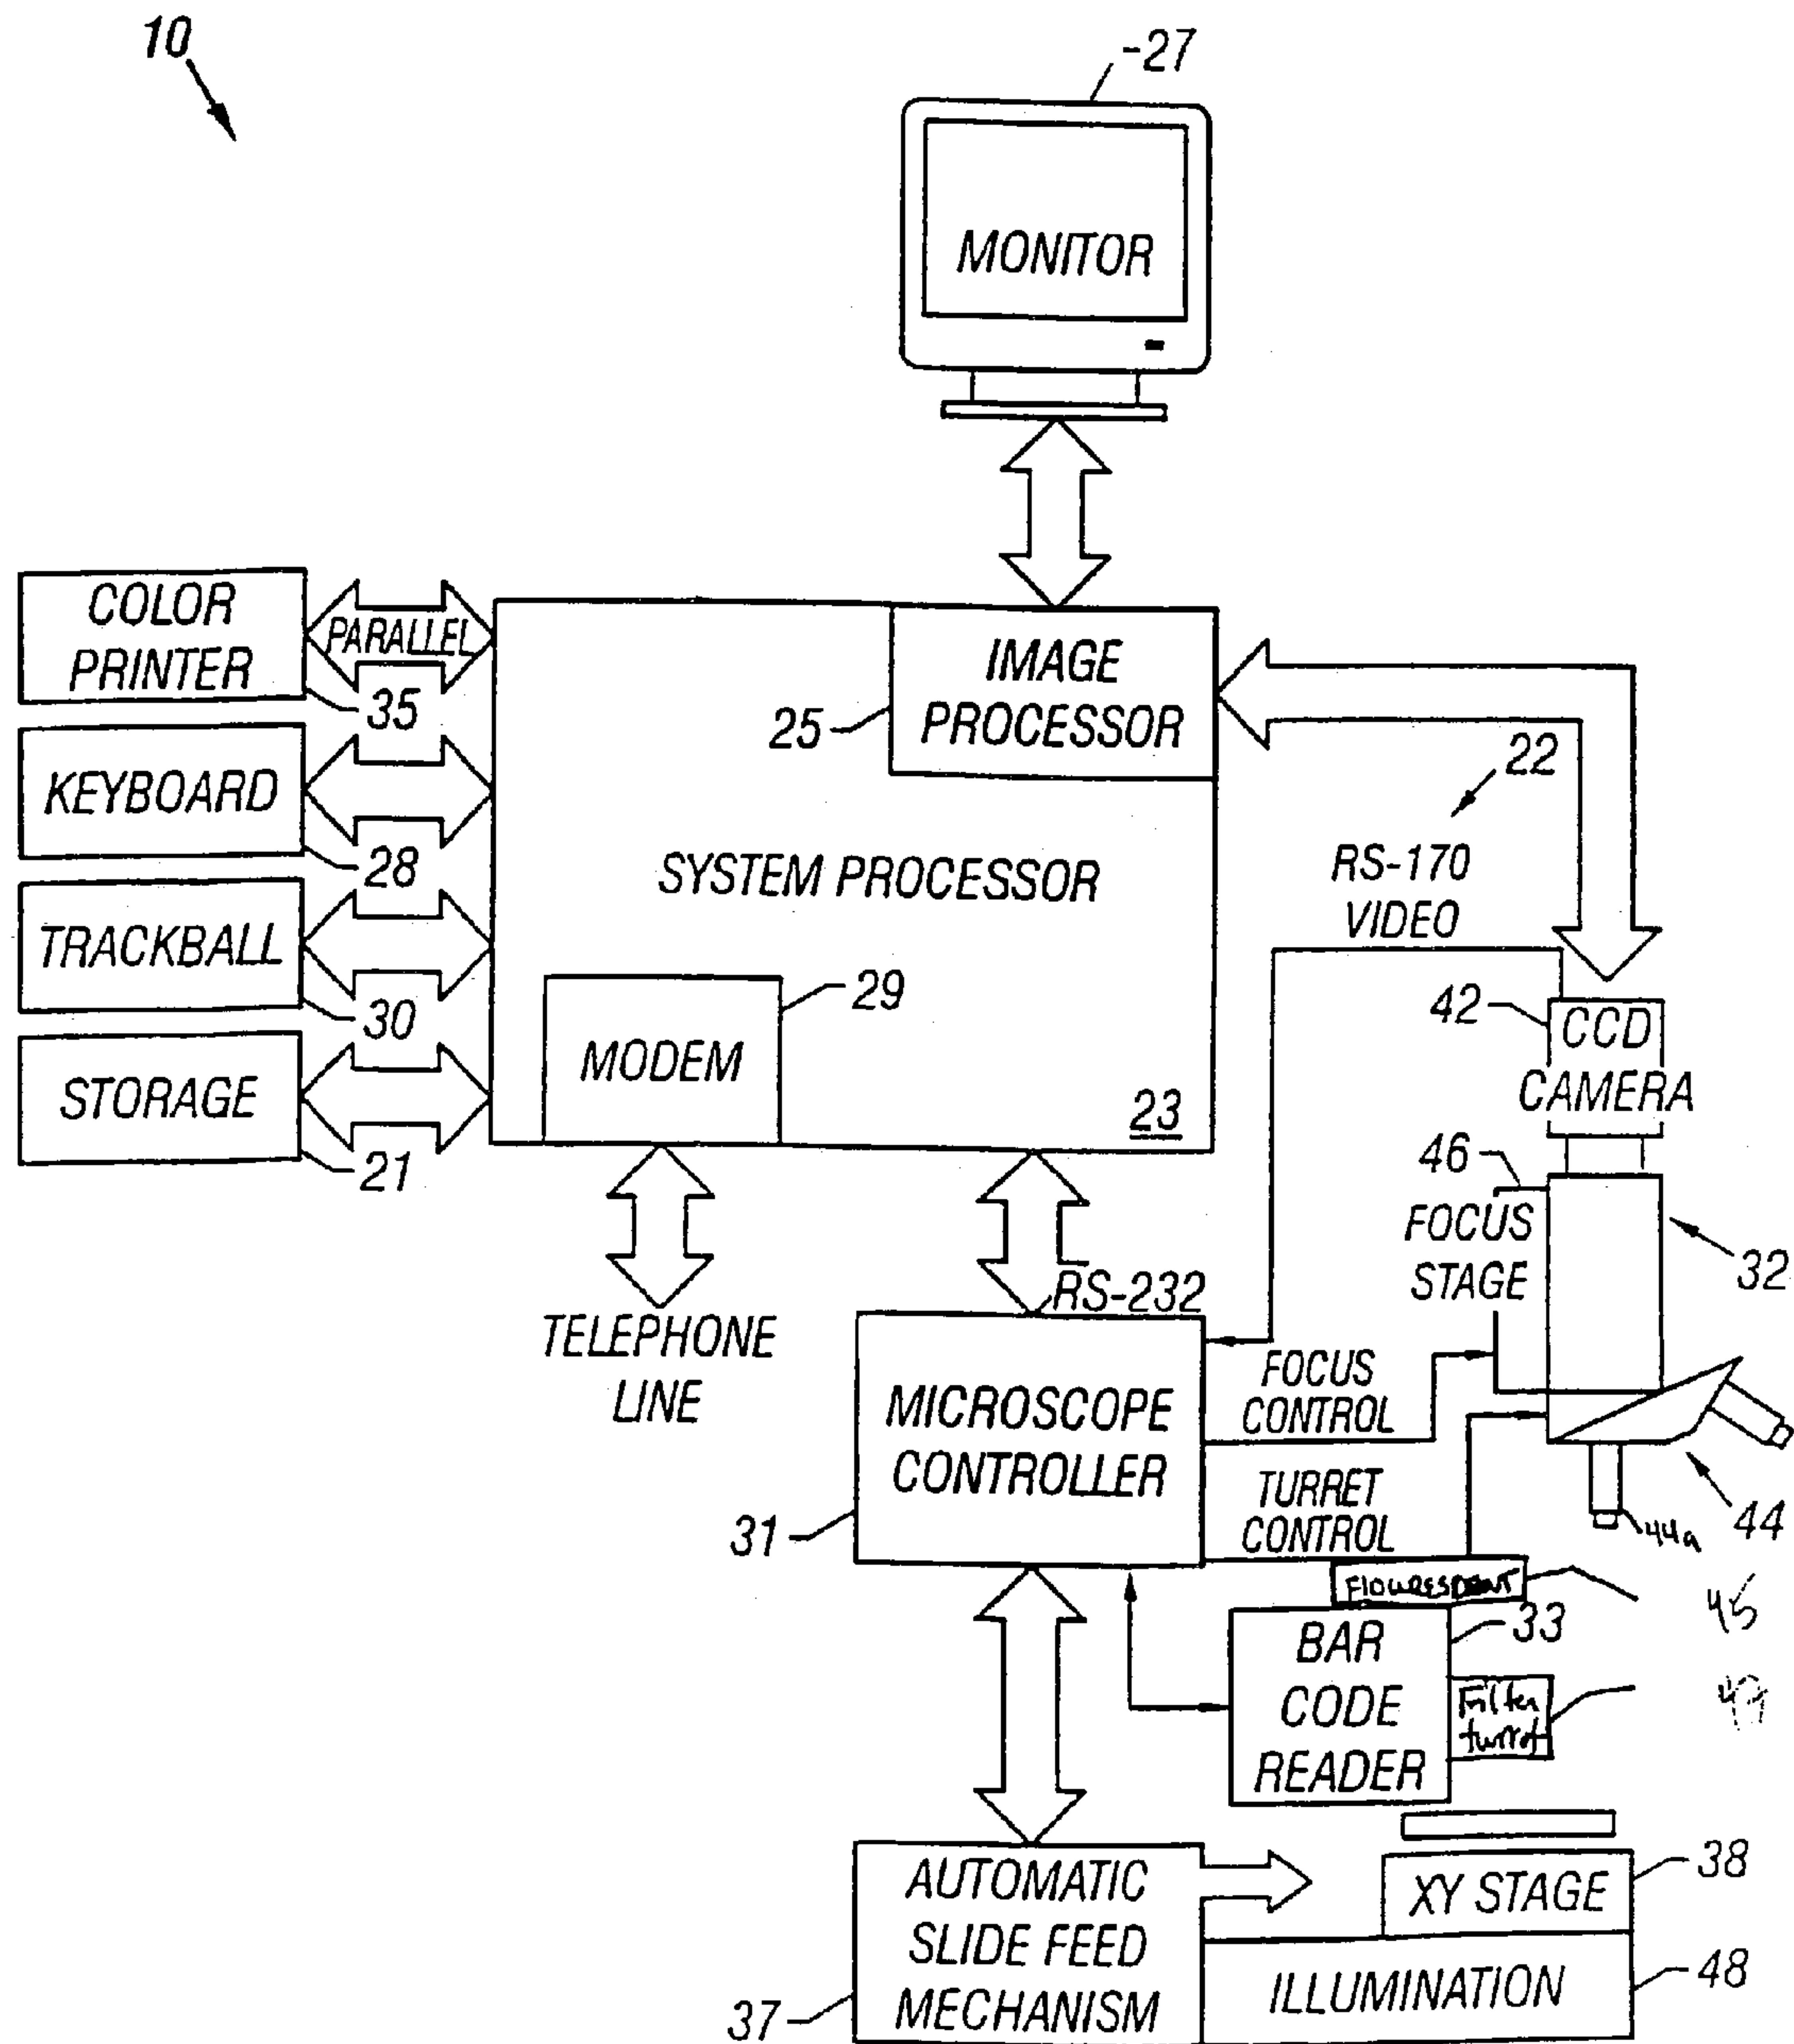 10
-27
MONITOR
COLOR
PRINTER
PARALLEL
35
IMAGE
PROCESSOR
25
22
KEYBOARD
28
SYSTEM PROCESSOR
RS-170
VIDEO
TRACKBALL
30
MODEM
29
42
CCD
CAMERA
STORAGE
21
23
46
FOCUS
STAGE
32
RS-232
TELEPHONE
LINE
MICROSCOPE
CONTROLLER
31
FOCUS
CONTROL
TURRET
CONTROL
44
44a
FlOURESDENT
45
BAR
CODE
READER
33
Filter
turret
AUTOMATIC
SLIDE FEED
MECHANISM
37
XY STAGE
38
ILLUMINATION
48